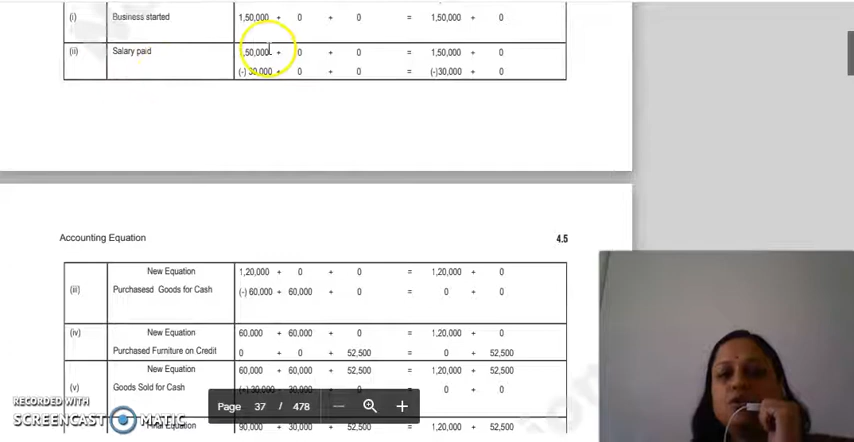 (i) Business started 1,50,000 + 0 + 0 = 1,50,000 + 0
(ii) Salary paid 1,50,000 + 0 + 0 = 1,50,000 + 0
(-) 30,000 + 0 + 0 = (-)30,000 + 0
Accounting Equation 4.5
New Equation 1,20,000 + 0 + 0 = 1,20,000 + 0
(iii) Purchasesd Goods for Cash (-) 60,000 + 60,000 + 0 = 0 + 0
New Equation 60,000 + 60,000 + 0 = 1,20,000 + 0
(iv) Purchased Furniture on Credit 0 + 0 + 52,500 = 0 + 52,500
New Equation 60,000 + 60,000 + 52,500 = 1,20,000 + 52,500
(v) Goods Sold for Cash 0 + 0
Page 37 / 478
Final Equation 90,000 + 30,000 + 52,500 = 1,20,000 + 52,500
RECORDED WITH
SCREENCAST MATIC